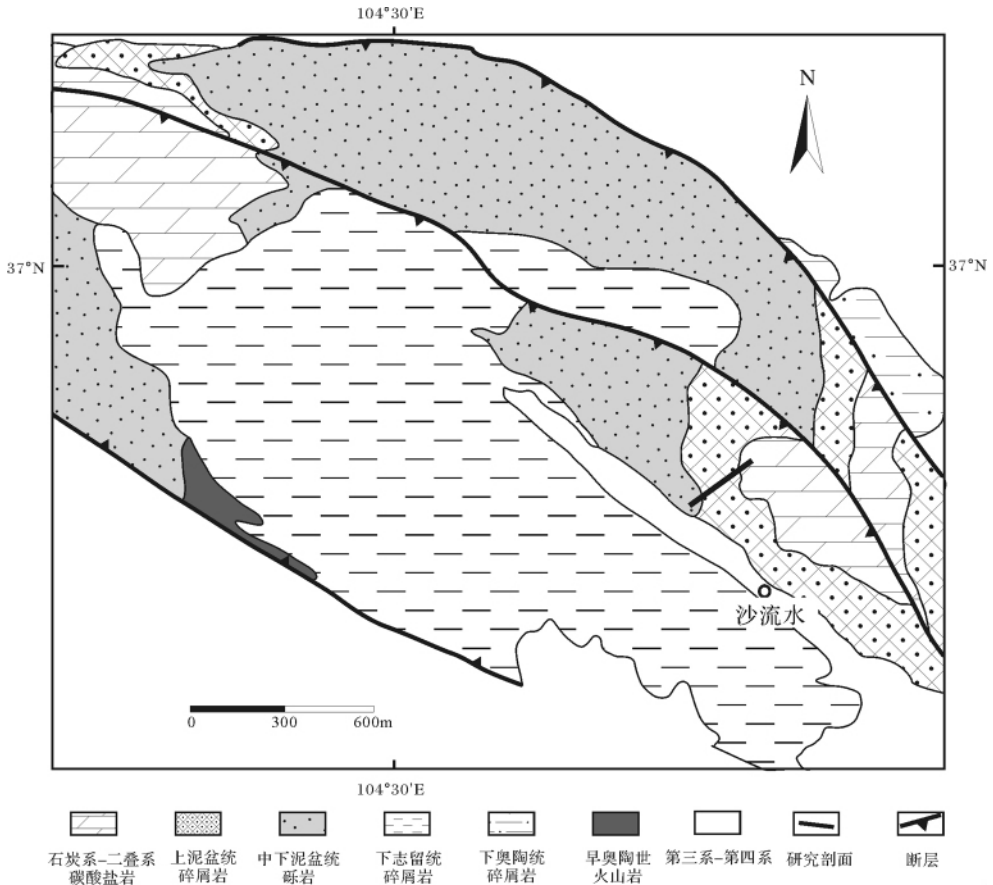 104°30′E
N
37°N
37°N
沙流水
0 300 600m
104°30′E
石炭系-二叠系
碳酸盐岩
上泥盆统
碎屑岩
中下泥盆统
砾岩
下志留统
碎屑岩
下奥陶统
碎屑岩
早奥陶世
火山岩
第三系-第四系
研究剖面
断层